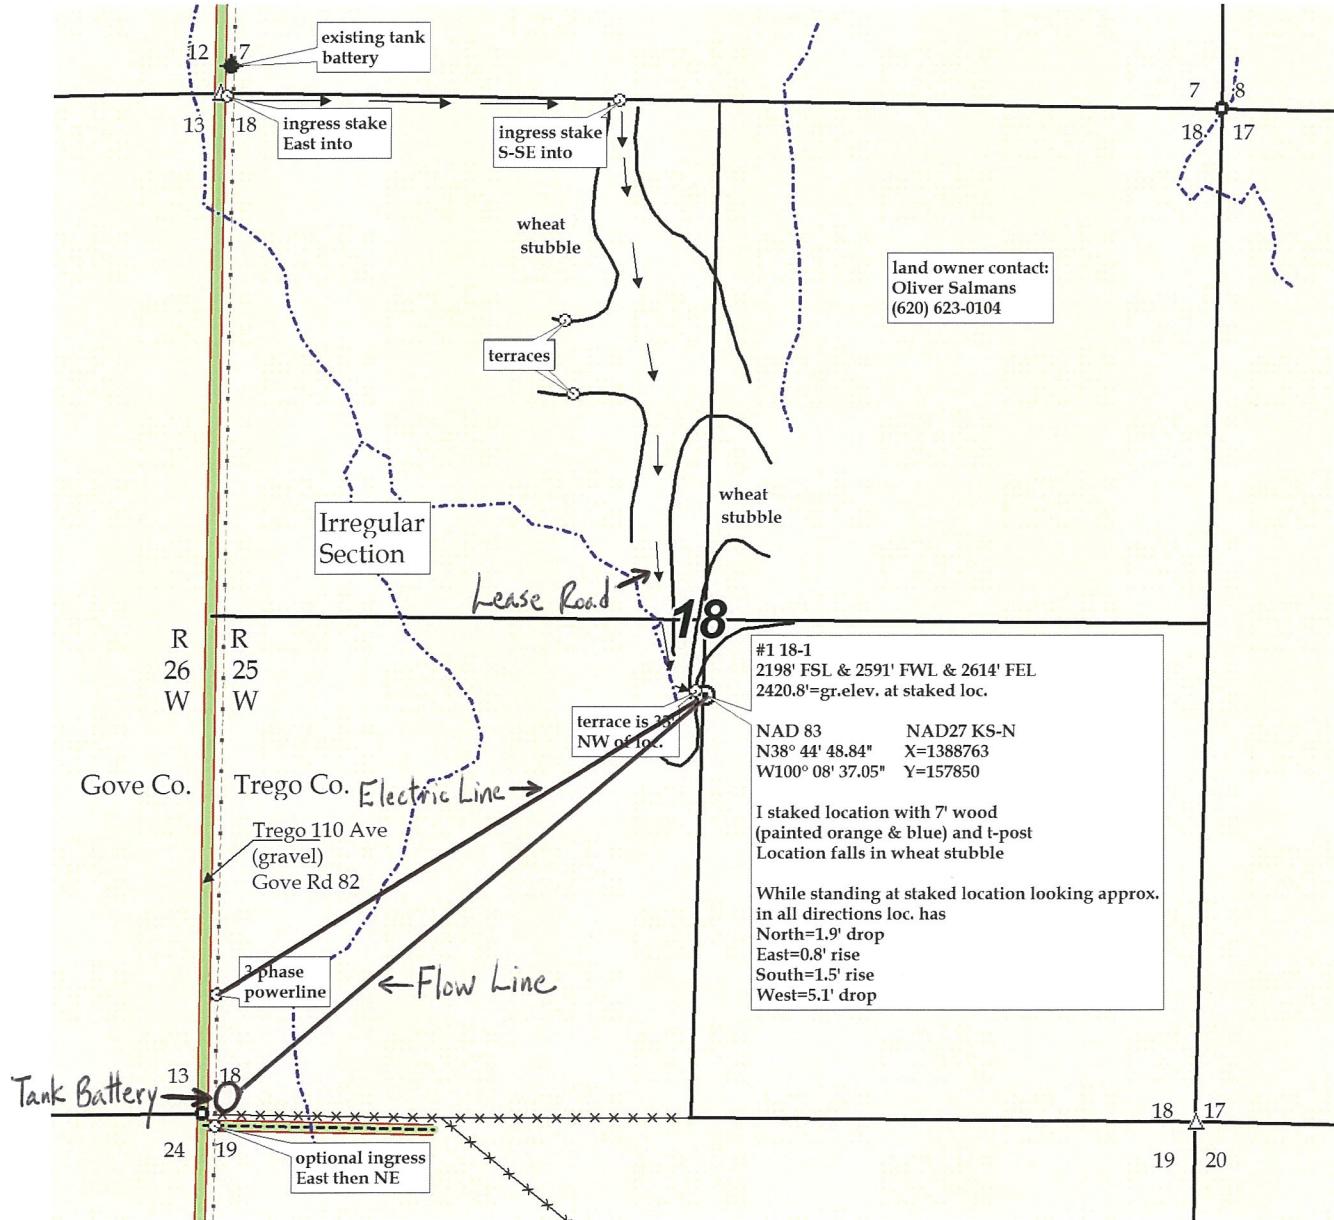 existing tank
battery
12
7
13
18
ingress stake
East into
ingress stake
S-SE into
7
8
18
17
wheat
stubble
land owner contact:
Oliver Salmans
(620) 623-0104
terraces
wheat
stubble
Irregular
Section
Lease Road
18
R
26
W
R
25
W
#1 18-1
2198' FSL & 2591' FWL & 2614' FEL
2420.8'=gr.elev. at staked loc.
NAD 83 NAD27 KS-N
N38° 44' 48.84" X=1388763
W100° 08' 37.05" Y=157850
I staked location with 7' wood
(painted orange & blue) and t-post
Location falls in wheat stubble
While standing at staked location looking approx.
in all directions loc. has
North=1.9' drop
East=0.8' rise
South=1.5' rise
West=5.1' drop
terrace is 33'
NW of loc.
Gove Co.
Trego Co.
Electric Line
Trego 110 Ave
(gravel)
Gove Rd 82
3 phase
powerline
Flow Line
13
18
Tank Battery
24
19
optional ingress
East then NE
18
17
19
20